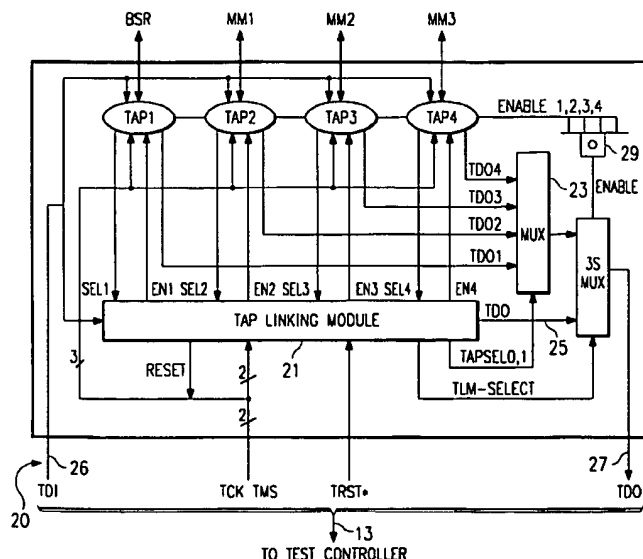 BSR MM1 MM2 MM3
TAP1 TAP2 TAP3 TAP4 ENABLE 1,2,3,4
29
TDO4 23 ENABLE
TDO3
TDO2 MUX
TDO1 3S MUX
SEL1 EN1 SEL2 EN2 SEL3 EN3 SEL4 EN4
TAP LINKING MODULE TDO
21 TAPSEL0,1 25
3 RESET 2 TLM-SELECT
2
26 27
20 TDI TCK TMS TRST* TDO
13
TO TEST CONTROLLER